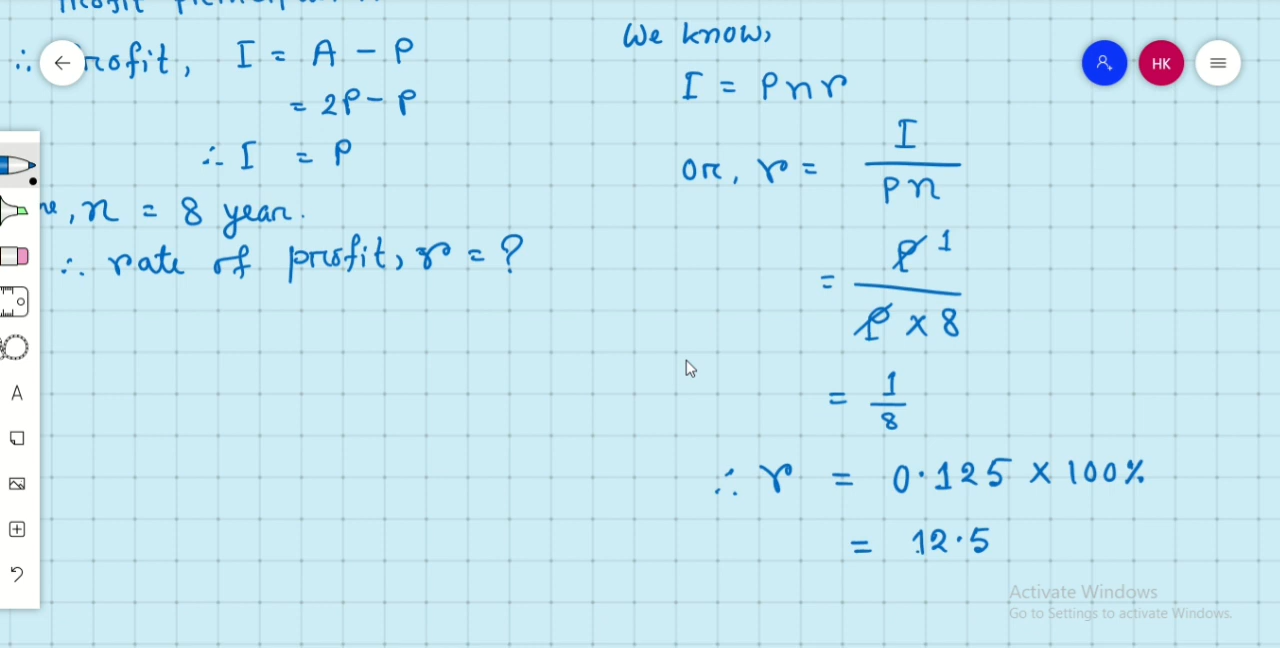 ∴ Profit, I = A - P
= 2P - P
∴ I = P
, n = 8 year.
∴ rate of profit, r = ?
We know,
I = Pnr
or, r = I / Pn
= P 1 / P × 8
= 1 / 8
∴ r = 0.125 × 100%
= 12.5
HK
A
Activate Windows
Go to Settings to activate Windows.